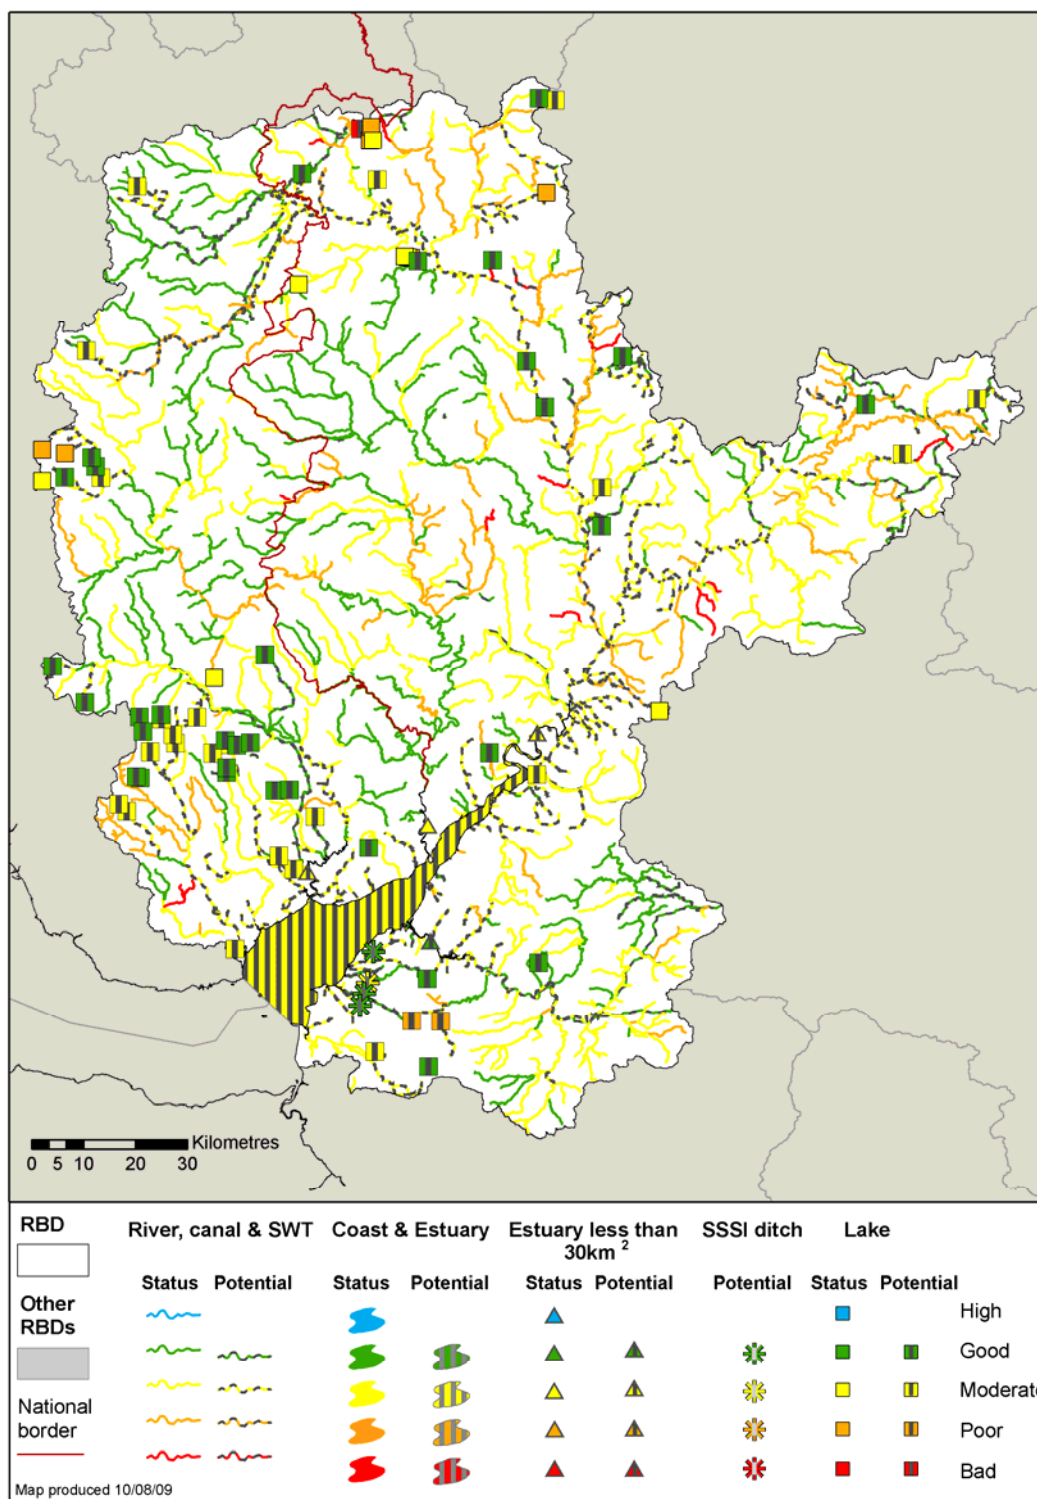 Kilometres
0 5 10 20 30
RBD
River, canal & SWT
Coast & Estuary
Estuary less than
30km 2
SSSI ditch
Lake
Status Potential Status Potential Status Potential Potential Status Potential
Other
RBDs
National
border
High
Good
Moderate
Poor
Bad
Map produced 10/08/09